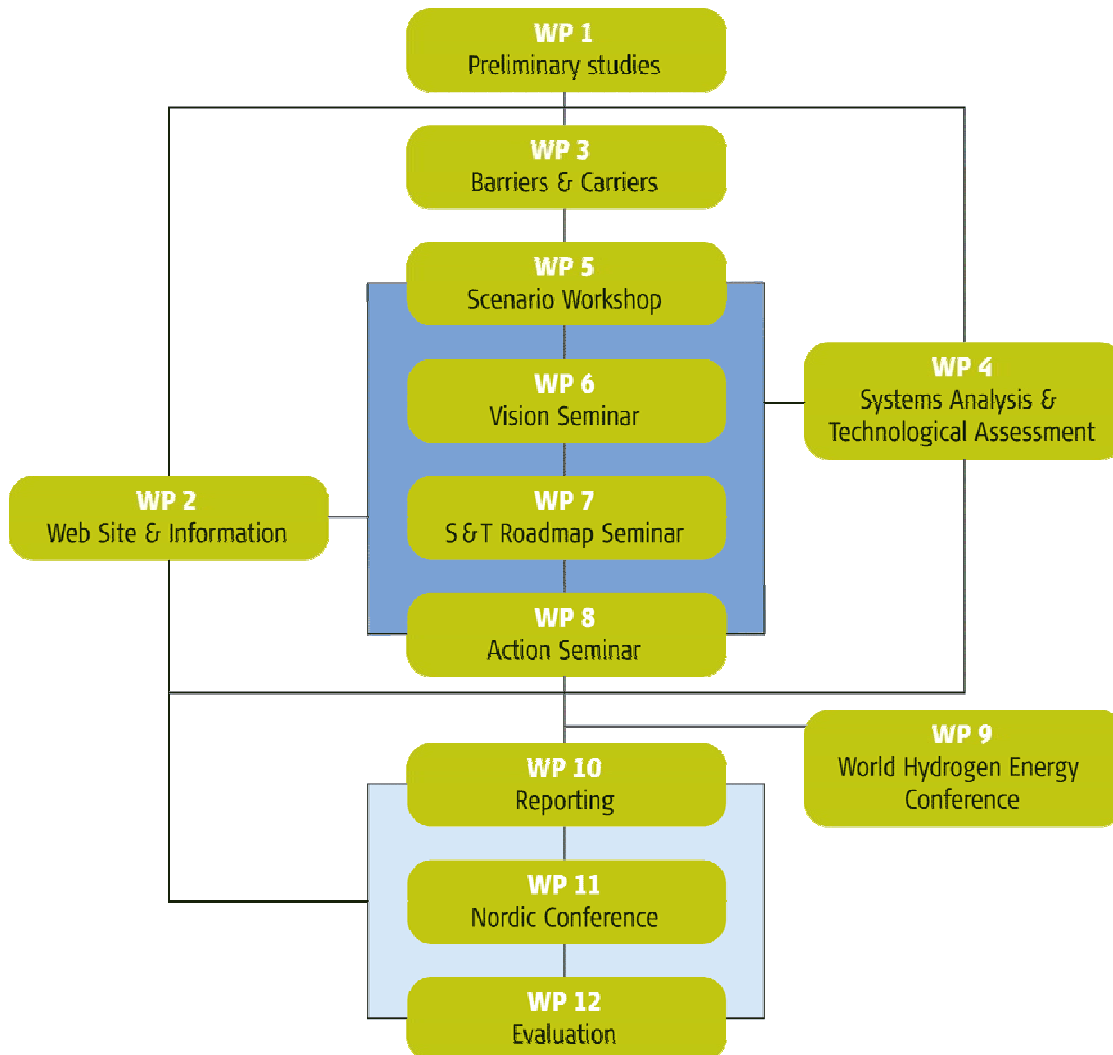 WP 1
Preliminary studies
WP 3
Barriers & Carriers
WP 5
Scenario Workshop
WP 6
Vision Seminar
WP 4
Systems Analysis &
Technological Assessment
WP 2
Web Site & Information
WP 7
S&T Roadmap Seminar
WP 8
Action Seminar
WP 9
World Hydrogen Energy
Conference
WP 10
Reporting
WP 11
Nordic Conference
WP 12
Evaluation